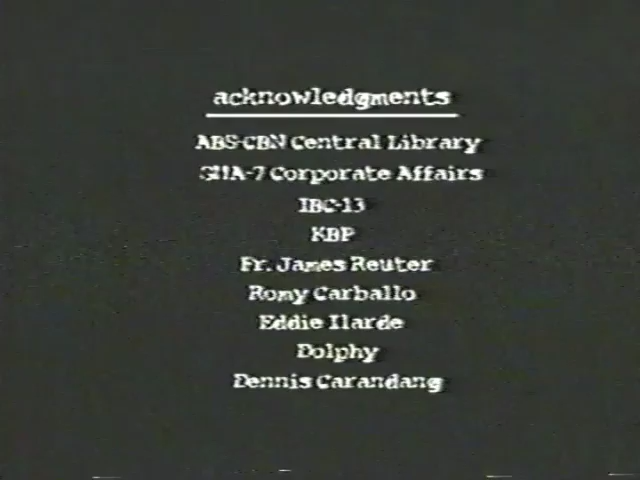 acknowledgments
ABS-CBN Central Library
GMA-7 Corporate Affairs
IBC-13
KBP
Fr. James Reuter
Romy Carballo
Eddie Ilarde
Dolphy
Dennis Carandang